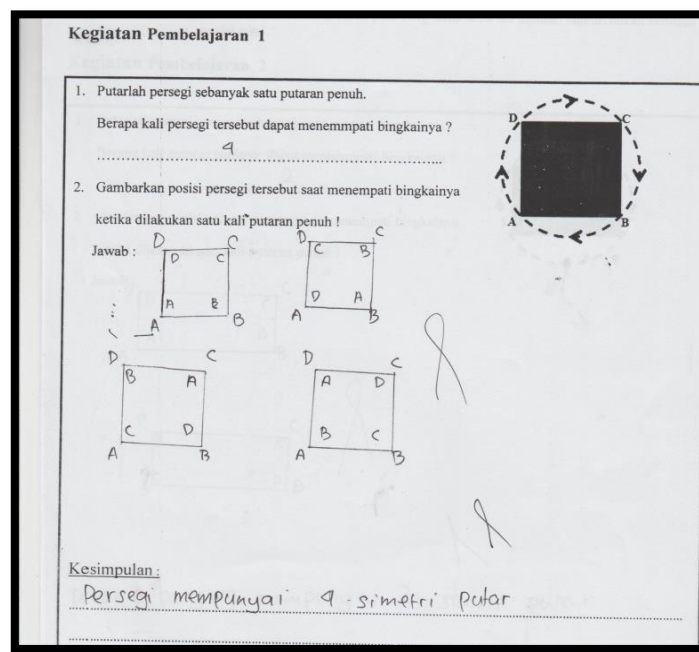 Kegiatan Pembelajaran 1
1. Putarlah persegi sebanyak satu putaran penuh.
Berapa kali persegi tersebut dapat menemmpati bingkainya ?
4
D C
A B
2. Gambarkan posisi persegi tersebut saat menempati bingkainya
ketika dilakukan satu kali putaran penuh !
Jawab :
D C
D C
A B
A B
D C
C B
D A
A B
D C
B A
C D
A B
D C
A D
B C
A B
Kesimpulan :
Persegi mempunyai 4 simetri putar